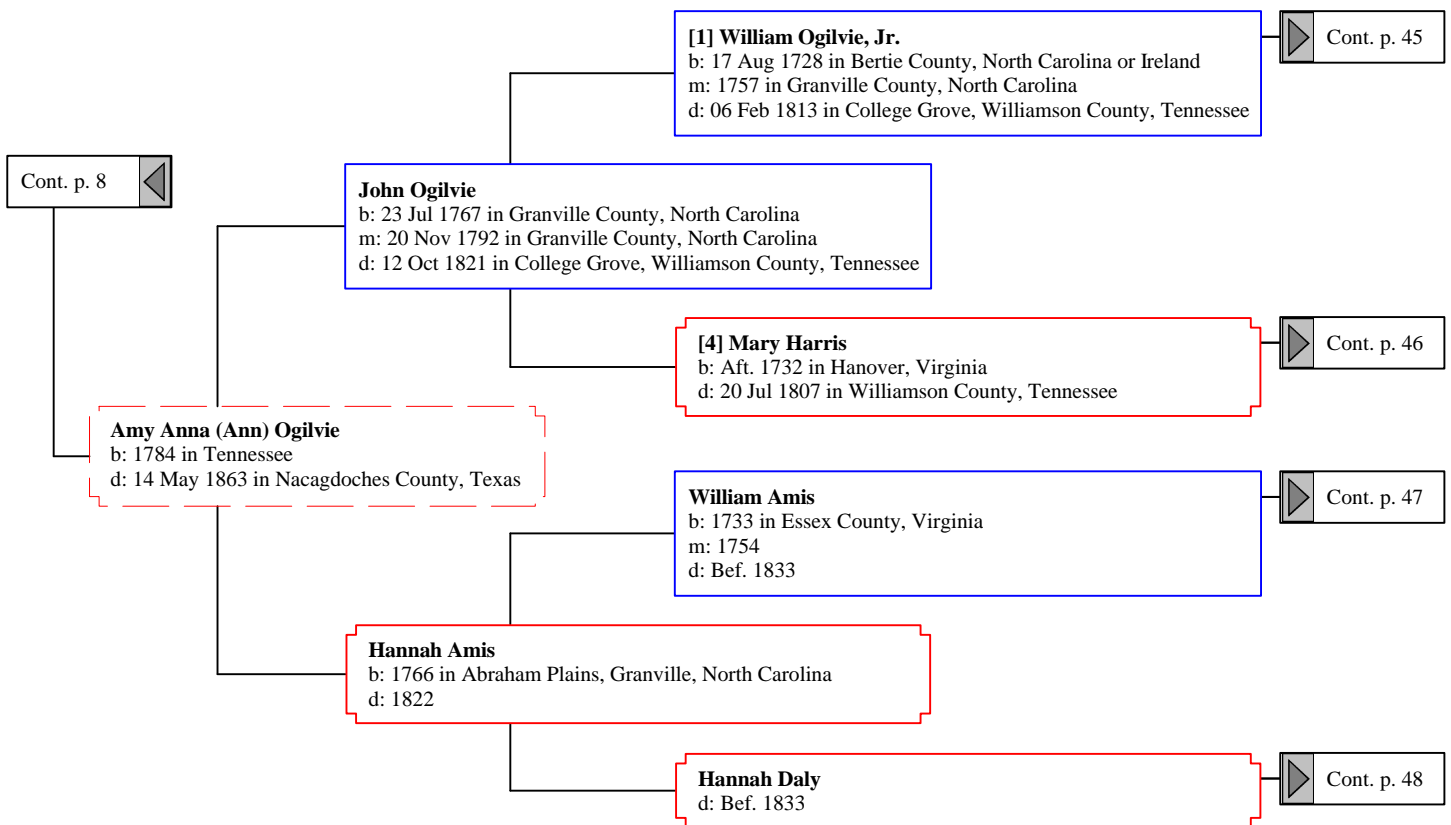 [1] William Ogilvie, Jr.
b: 17 Aug 1728 in Bertie County, North Carolina or Ireland
m: 1757 in Granville County, North Carolina
d: 06 Feb 1813 in College Grove, Williamson County, Tennessee
Cont. p. 45
Cont. p. 8
John Ogilvie
b: 23 Jul 1767 in Granville County, North Carolina
m: 20 Nov 1792 in Granville County, North Carolina
d: 12 Oct 1821 in College Grove, Williamson County, Tennessee
[4] Mary Harris
b: Aft. 1732 in Hanover, Virginia
d: 20 Jul 1807 in Williamson County, Tennessee
Cont. p. 46
Amy Anna (Ann) Ogilvie
b: 1784 in Tennessee
d: 14 May 1863 in Nacagdoches County, Texas
William Amis
b: 1733 in Essex County, Virginia
m: 1754
d: Bef. 1833
Cont. p. 47
Hannah Amis
b: 1766 in Abraham Plains, Granville, North Carolina
d: 1822
Hannah Daly
d: Bef. 1833
Cont. p. 48